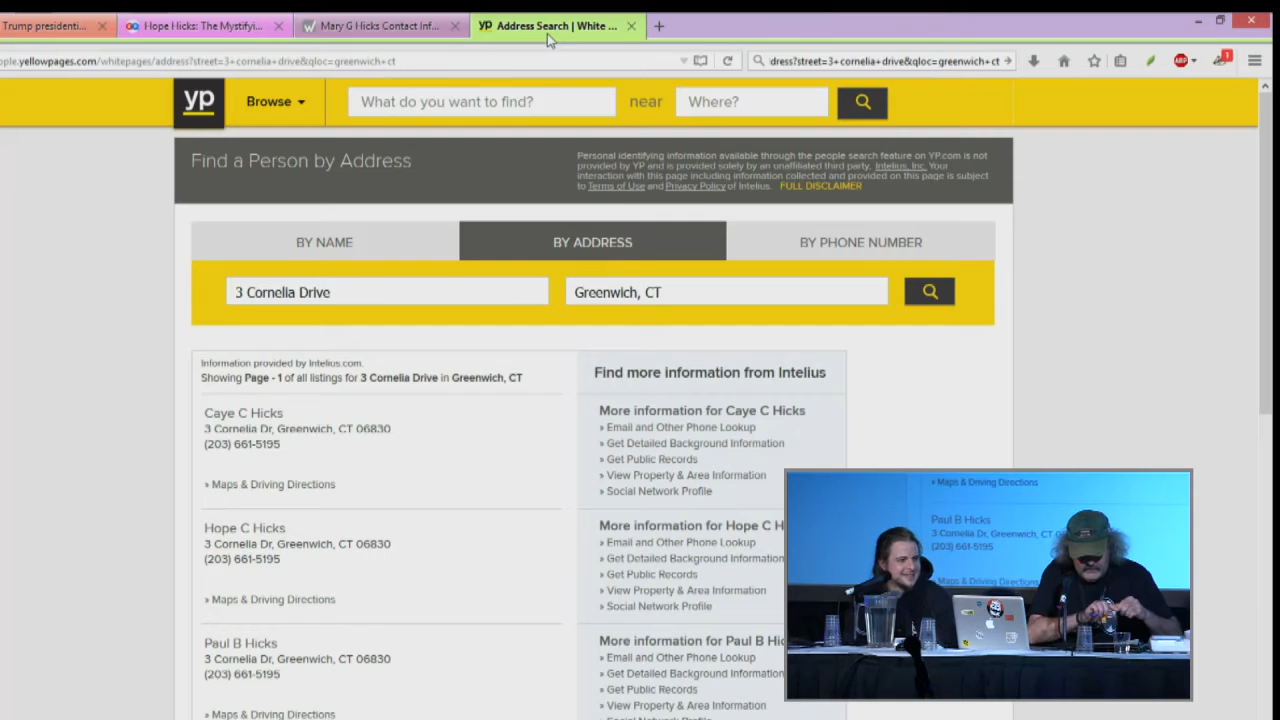 Trump presidenti...
Hope Hicks: The Mystifyi...
Mary G Hicks Contact Inf...
yp Address Search | White ...
ople.yellowpages.com/whitepages/address?street=3+cornelia+drive&qloc=greenwich+ct
dress?street=3+cornelia+drive&qloc=greenwich+ct
ABP
1
yp
Browse
What do you want to find?
near
Where?
Find a Person by Address
Personal identifying information available through the people search feature on YP.com is not
provided by YP and is provided solely by an unaffiliated third party, Intelius, Inc. Your
interaction with this page including information collected and provided on this page is subject
to Terms of Use and Privacy Policy of Intelius. FULL DISCLAIMER
BY NAME
BY ADDRESS
BY PHONE NUMBER
3 Cornelia Drive
Greenwich, CT
Information provided by Intelius.com.
Showing Page - 1 of all listings for 3 Cornelia Drive in Greenwich, CT
Caye C Hicks
3 Cornelia Dr, Greenwich, CT 06830
(203) 661-5195
» Maps & Driving Directions
Hope C Hicks
3 Cornelia Dr, Greenwich, CT 06830
(203) 661-5195
» Maps & Driving Directions
Paul B Hicks
3 Cornelia Dr, Greenwich, CT 06830
(203) 661-5195
» Maps & Driving Directions
Find more information from Intelius
More information for Caye C Hicks
» Email and Other Phone Lookup
» Get Detailed Background Information
» Get Public Records
» View Property & Area Information
» Social Network Profile
More information for Hope C H
» Email and Other Phone Lookup
» Get Detailed Background Information
» Get Public Records
» View Property & Area Information
» Social Network Profile
More information for Paul B Hic
» Email and Other Phone Lookup
» Get Detailed Background Information
» Get Public Records
» View Property & Area Information
» Social Network Profile
» Maps & Driving Directions
Paul B Hicks
3 Cornelia Dr, Greenwich, CT 0
(203) 661-5195
» Maps & Driving Directions